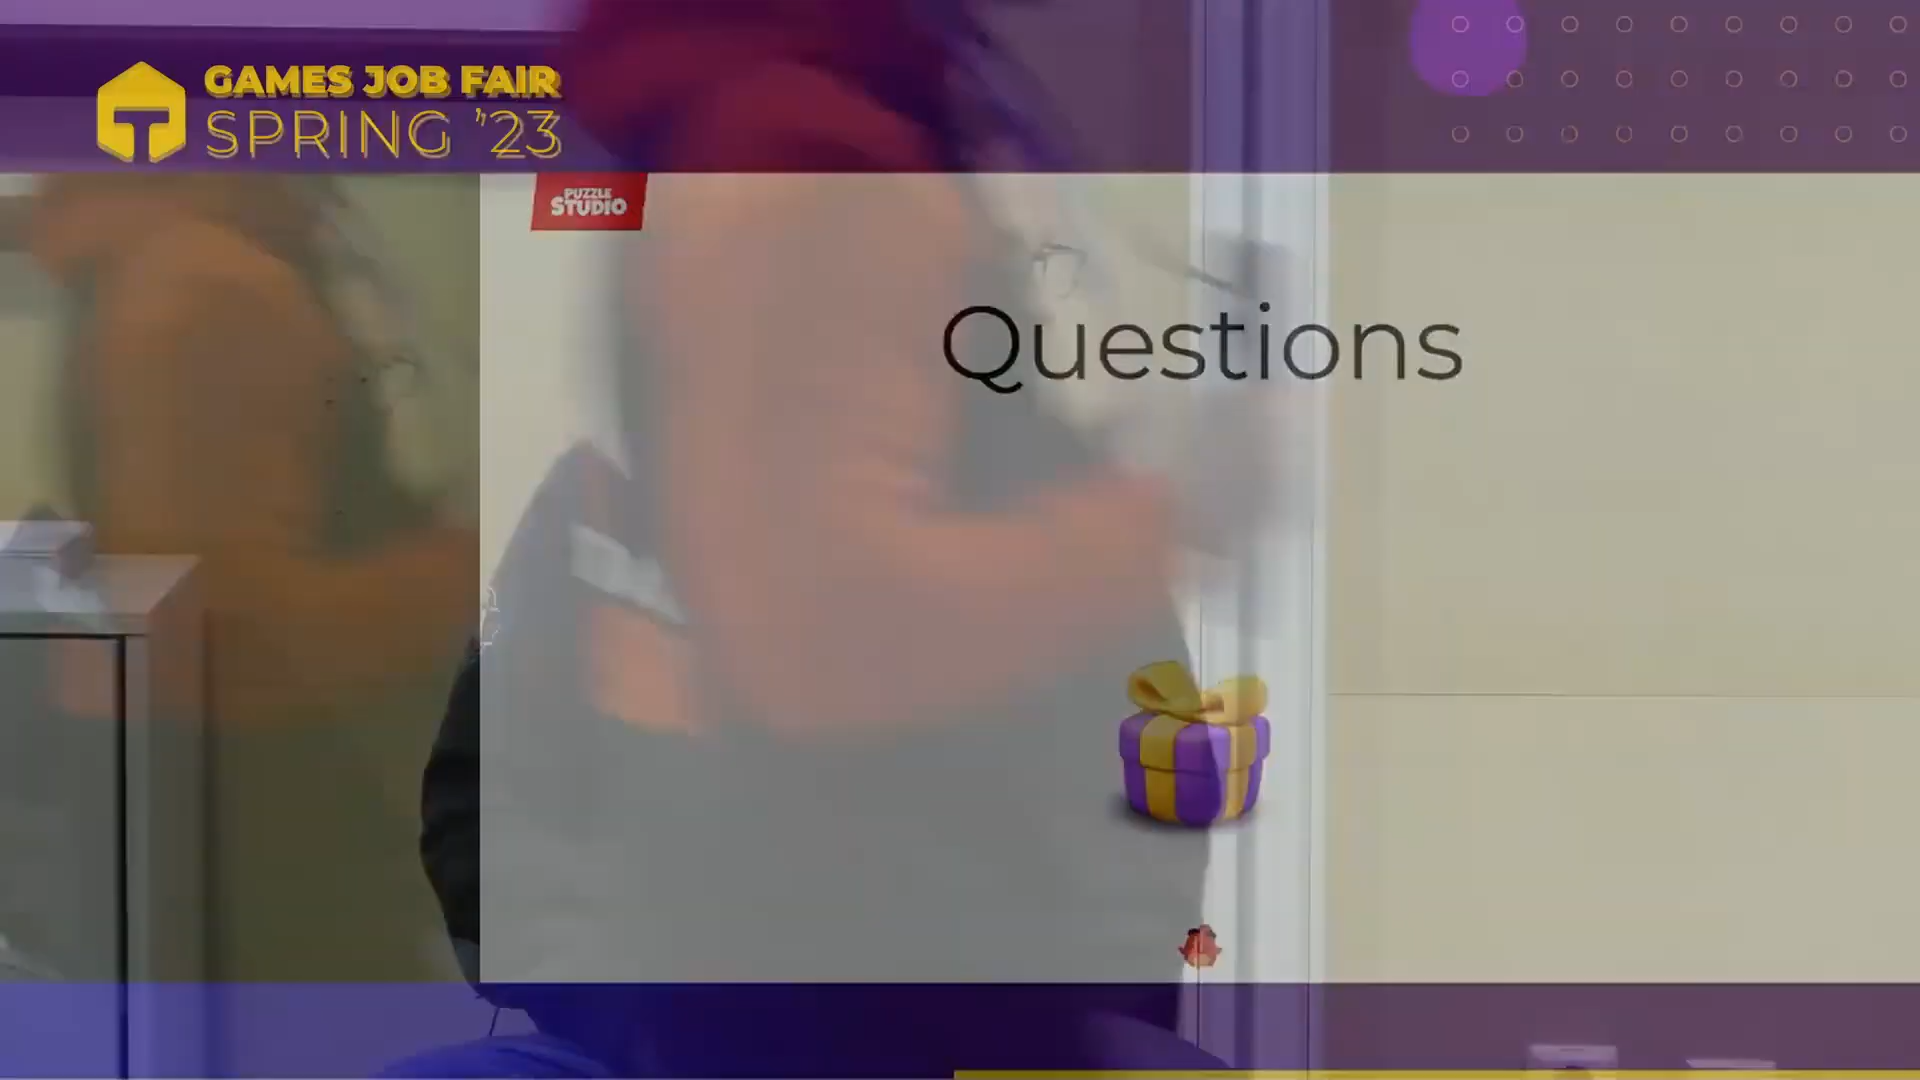 GAMES JOB FAIR
SPRING '23
PUZZLE
STUDIO
Questions